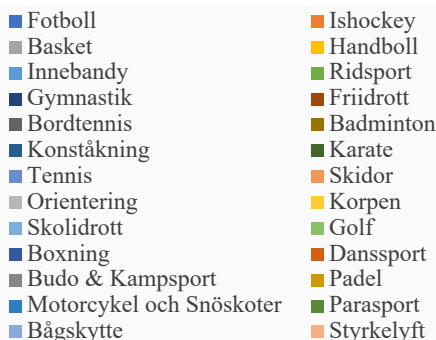 Fotboll Ishockey
Basket Handboll
Innebandy Ridsport
Gymnastik Friidrott
Bordtennis Badminton
Konståkning Karate
Tennis Skidor
Orientering Korpen
Skolidrott Golf
Boxning Danssport
Budo & Kampsport Padel
Motorcykel och Snöskoter Parasport
Bågskytte Styrkelyft